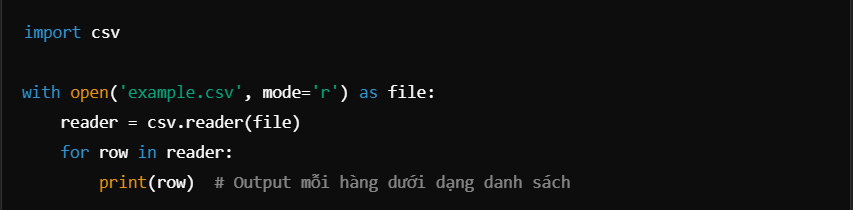 import csv
with open('example.csv', mode='r') as file:
    reader = csv.reader(file)
    for row in reader:
        print(row)  # Output mỗi hàng dưới dạng danh sách